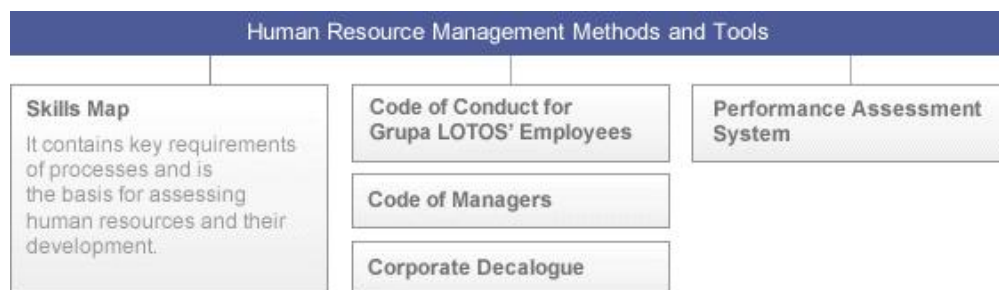 Human Resource Management Methods and Tools
Skills Map
It contains key requirements
of processes and is
the basis for assessing
human resources and their
development.
Code of Conduct for
Grupa LOTOS' Employees
Code of Managers
Corporate Decalogue
Performance Assessment
System